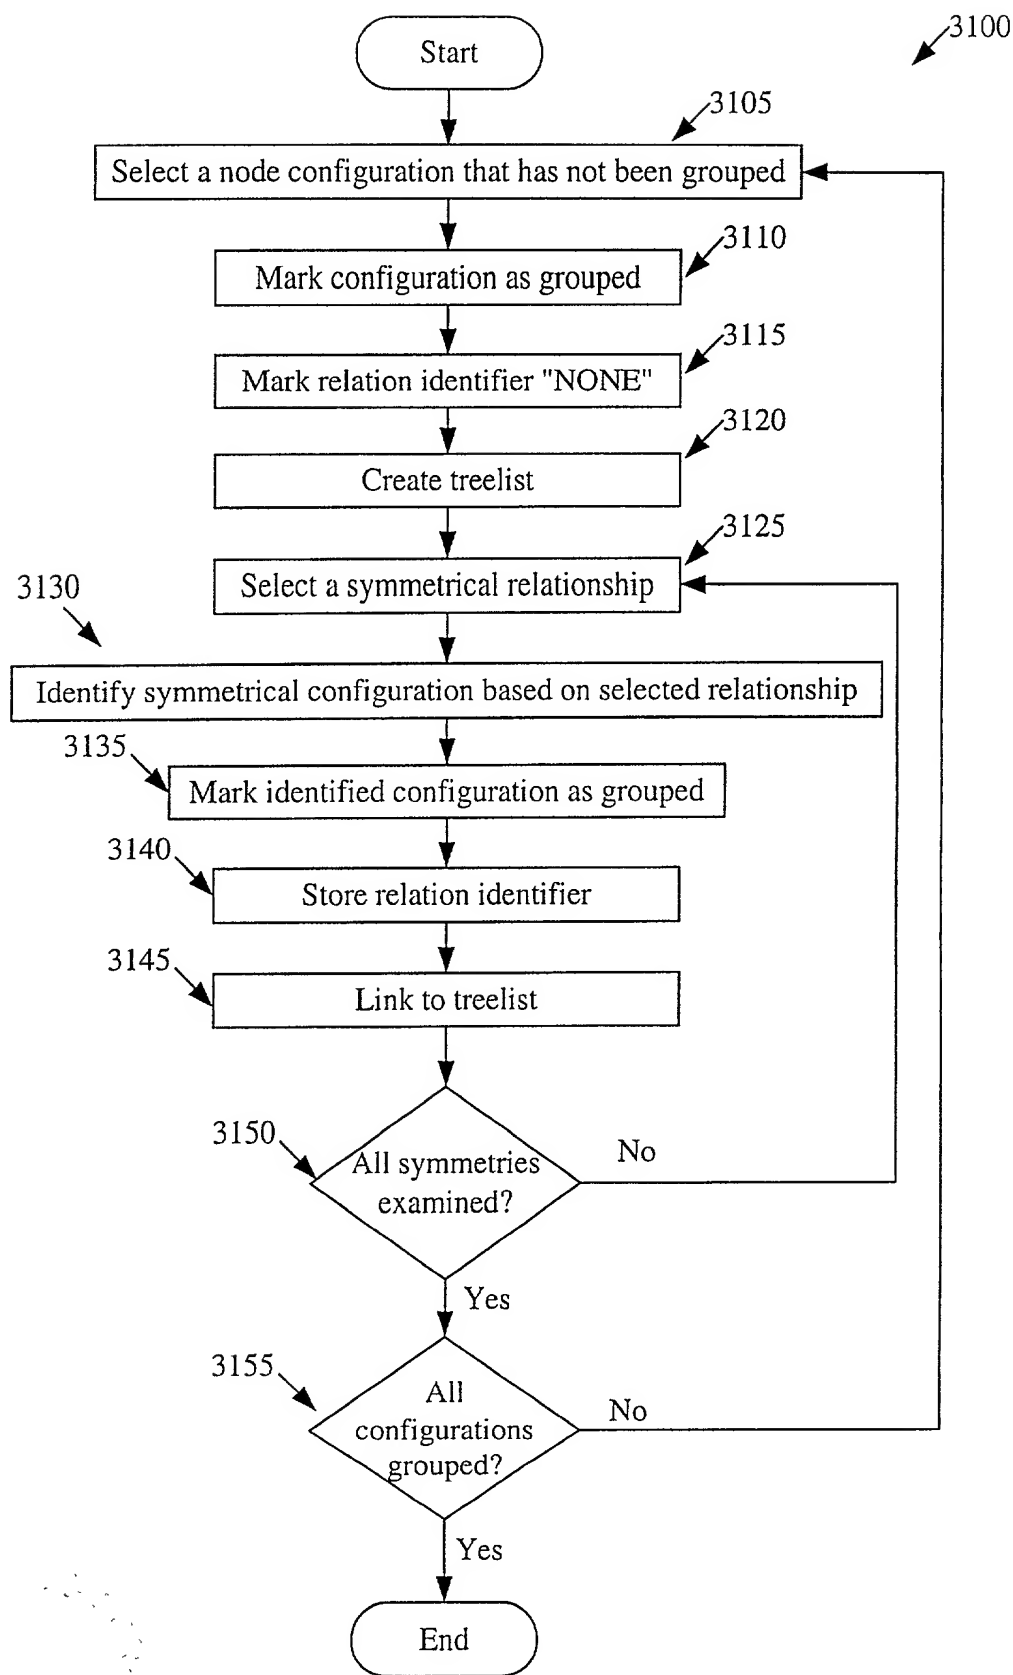 3100
Start
3105
Select a node configuration that has not been grouped
3110
Mark configuration as grouped
3115
Mark relation identifier "NONE"
3120
Create treelist
3125
Select a symmetrical relationship
3130
Identify symmetrical configuration based on selected relationship
3135
Mark identified configuration as grouped
3140
Store relation identifier
3145
Link to treelist
3150
All symmetries
examined?
No
Yes
3155
All
configurations
grouped?
No
Yes
End